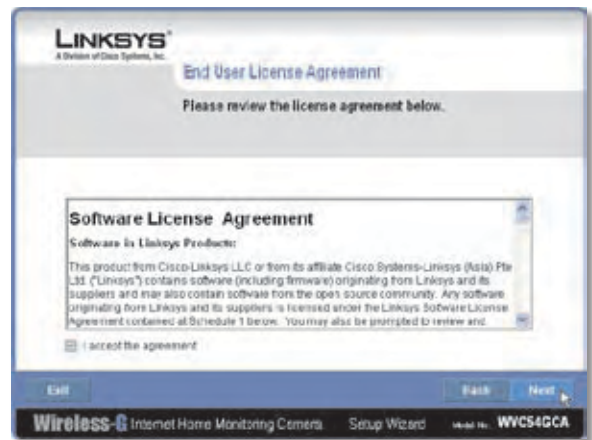 LINKSYS®
A Division of Cisco Systems, Inc.
End User License Agreement
Please review the license agreement below.
Software License Agreement
Software in Linksys Products:
This product from Cisco-Linksys LLC or from its affiliate Cisco Systems-Linksys (Asia) Pte
Ltd. ("Linksys") contains software (including firmware) originating from Linksys and its
suppliers and may also contain software from the open source community. Any software
originating from Linksys and its suppliers is licensed under the Linksys Software License
Agreement contained at Schedule 1 below. You may also be prompted to review and
I accept the agreement
Exit
Back
Next
Wireless-G Internet Home Monitoring Camera
Setup Wizard
Model No. WVC54GCA